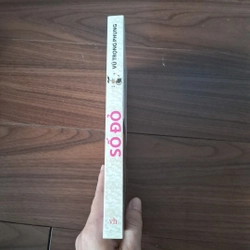 VŨ TRỌNG PHỤNG
SỐ ĐỎ